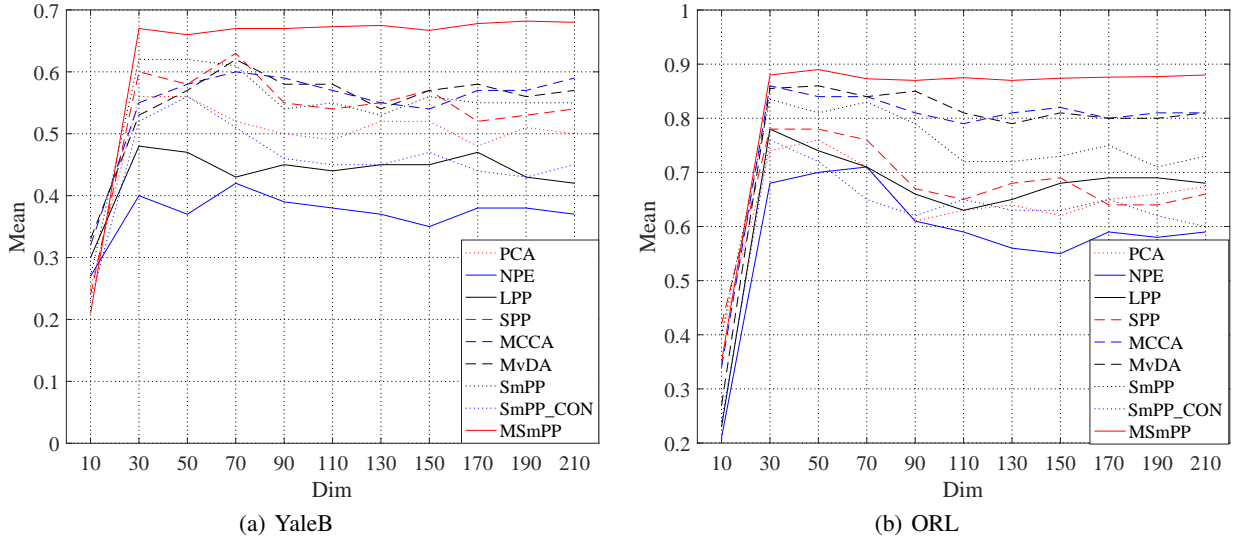 0.7
0.6
0.5
0.4
0.3
0.2
0.1
0
Mean
10 30 50 70 90 110 130 150 170 190 210
Dim
PCA
NPE
LPP
SPP
MCCA
MvDA
SmPP
SmPP_CON
MSmPP
(a) YaleB
1
0.9
0.8
0.7
0.6
0.5
0.4
0.3
0.2
Mean
10 30 50 70 90 110 130 150 170 190 210
Dim
PCA
NPE
LPP
SPP
MCCA
MvDA
SmPP
SmPP_CON
MSmPP
(b) ORL